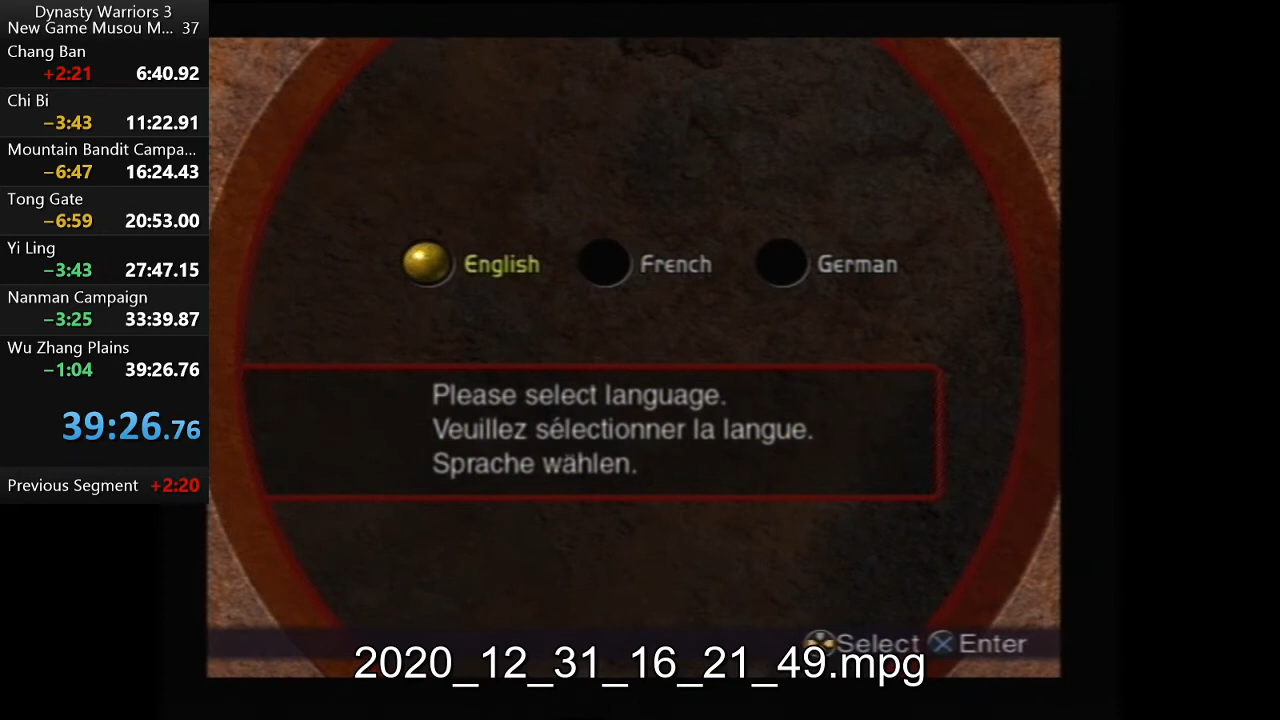 Dynasty Warriors 3
New Game Musou M... 37
Chang Ban
+2:21 6:40.92
Chi Bi
−3:43 11:22.91
Mountain Bandit Campa...
−6:47 16:24.43
Tong Gate
−6:59 20:53.00
Yi Ling
−3:43 27:47.15
Nanman Campaign
−3:25 33:39.87
Wu Zhang Plains
−1:04 39:26.76
39:26.76
Previous Segment +2:20
English French German
Please select language.
Veuillez sélectionner la langue.
Sprache wählen.
Select Enter
2020_12_31_16_21_49.mpg